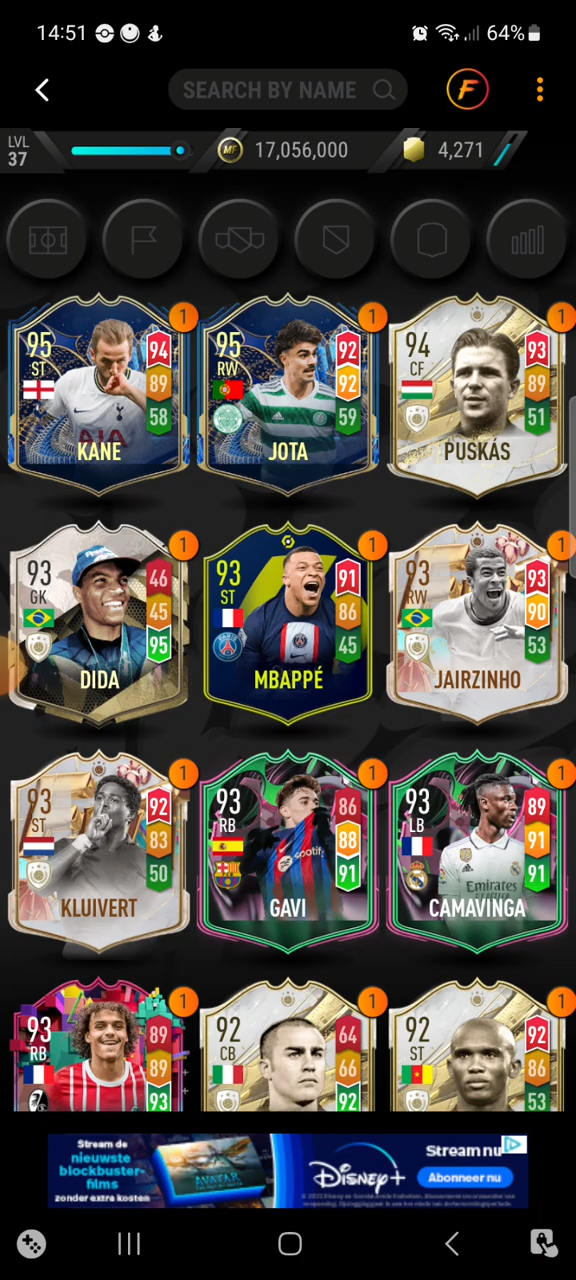 14:51
64%
SEARCH BY NAME
F
LVL
37
MF
17,056,000
4,271
1
95
ST
94
89
58
AIA
KANE
1
95
RW
92
92
59
JOTA
1
94
CF
93
89
51
PUSKÁS
1
93
GK
46
45
95
DIDA
1
93
ST
91
86
45
MBAPPÉ
1
93
RW
93
90
53
JAIRZINHO
1
93
ST
92
83
50
KLUIVERT
1
93
RB
86
88
91
spotify
GAVI
1
93
LB
89
91
91
Emirates
CAMAVINGA
1
93
RB
89
89
93
1
92
CB
64
66
92
1
92
ST
92
86
53
Stream de
nieuwste
blockbuster-
films
zonder extra kosten
AVATAR
Disney+
Stream nu
Abonneer nu